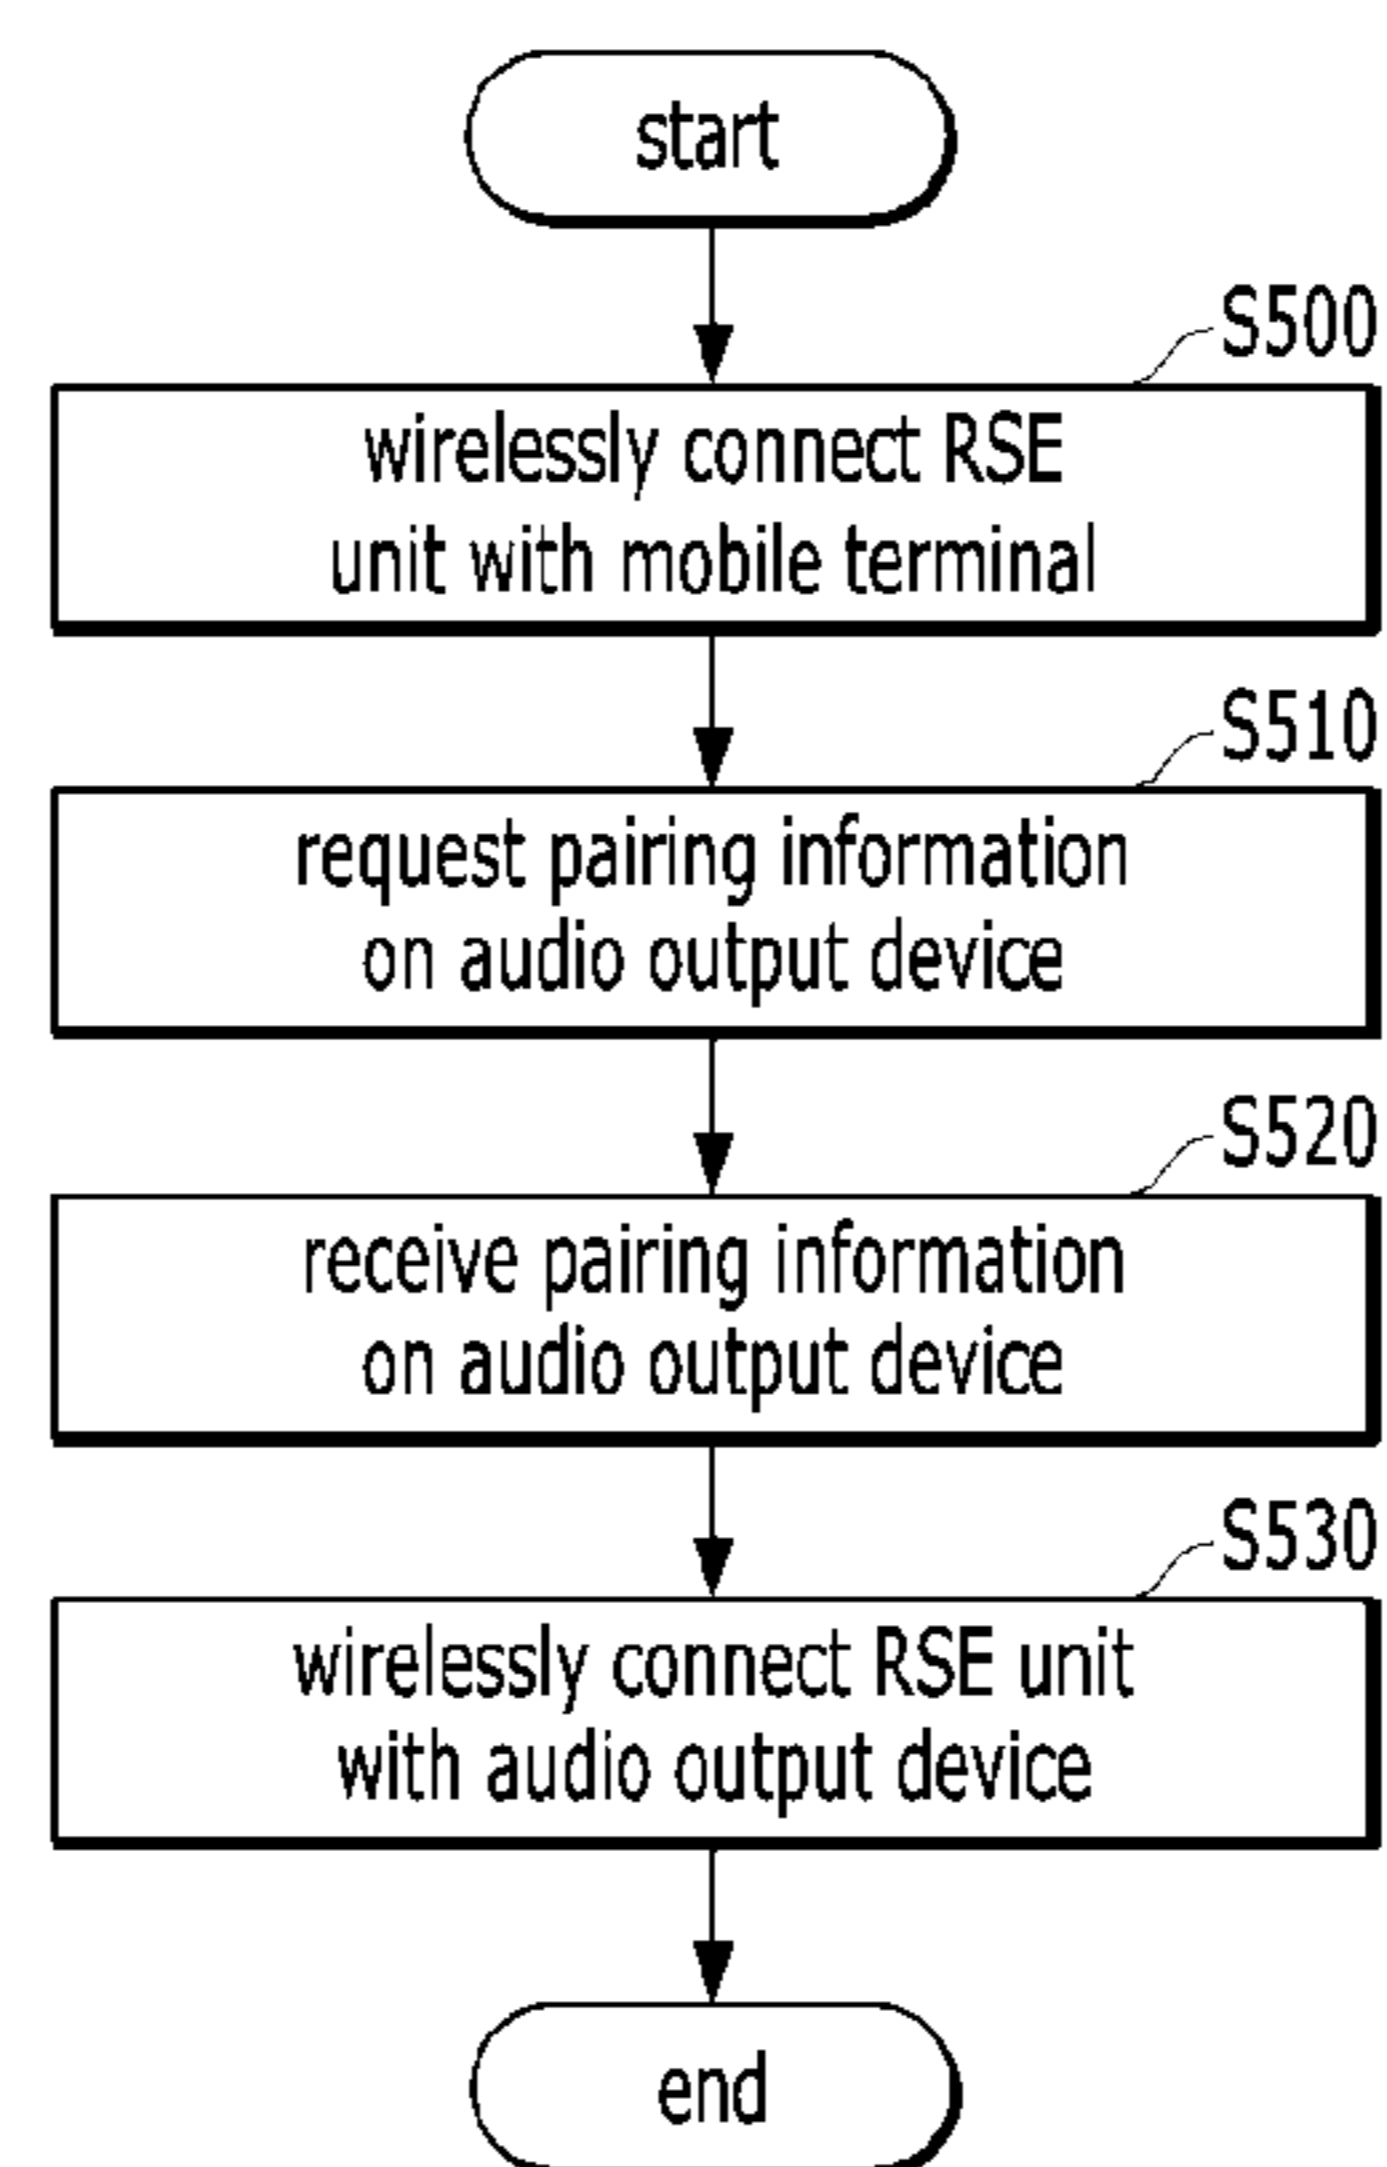 start
S500
wirelessly connect RSE
unit with mobile terminal
S510
request pairing information
on audio output device
S520
receive pairing information
on audio output device
S530
wirelessly connect RSE unit
with audio output device
end